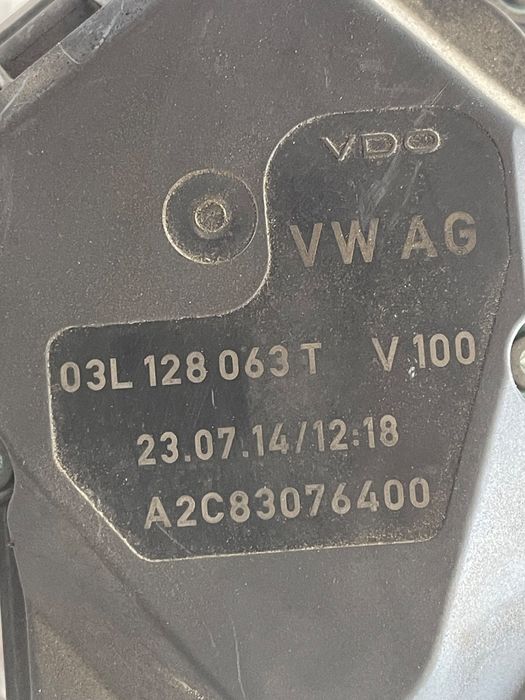 VDO
VW AG
03L 128 063 T V 100
23.07.14/12:18
A2C83076400